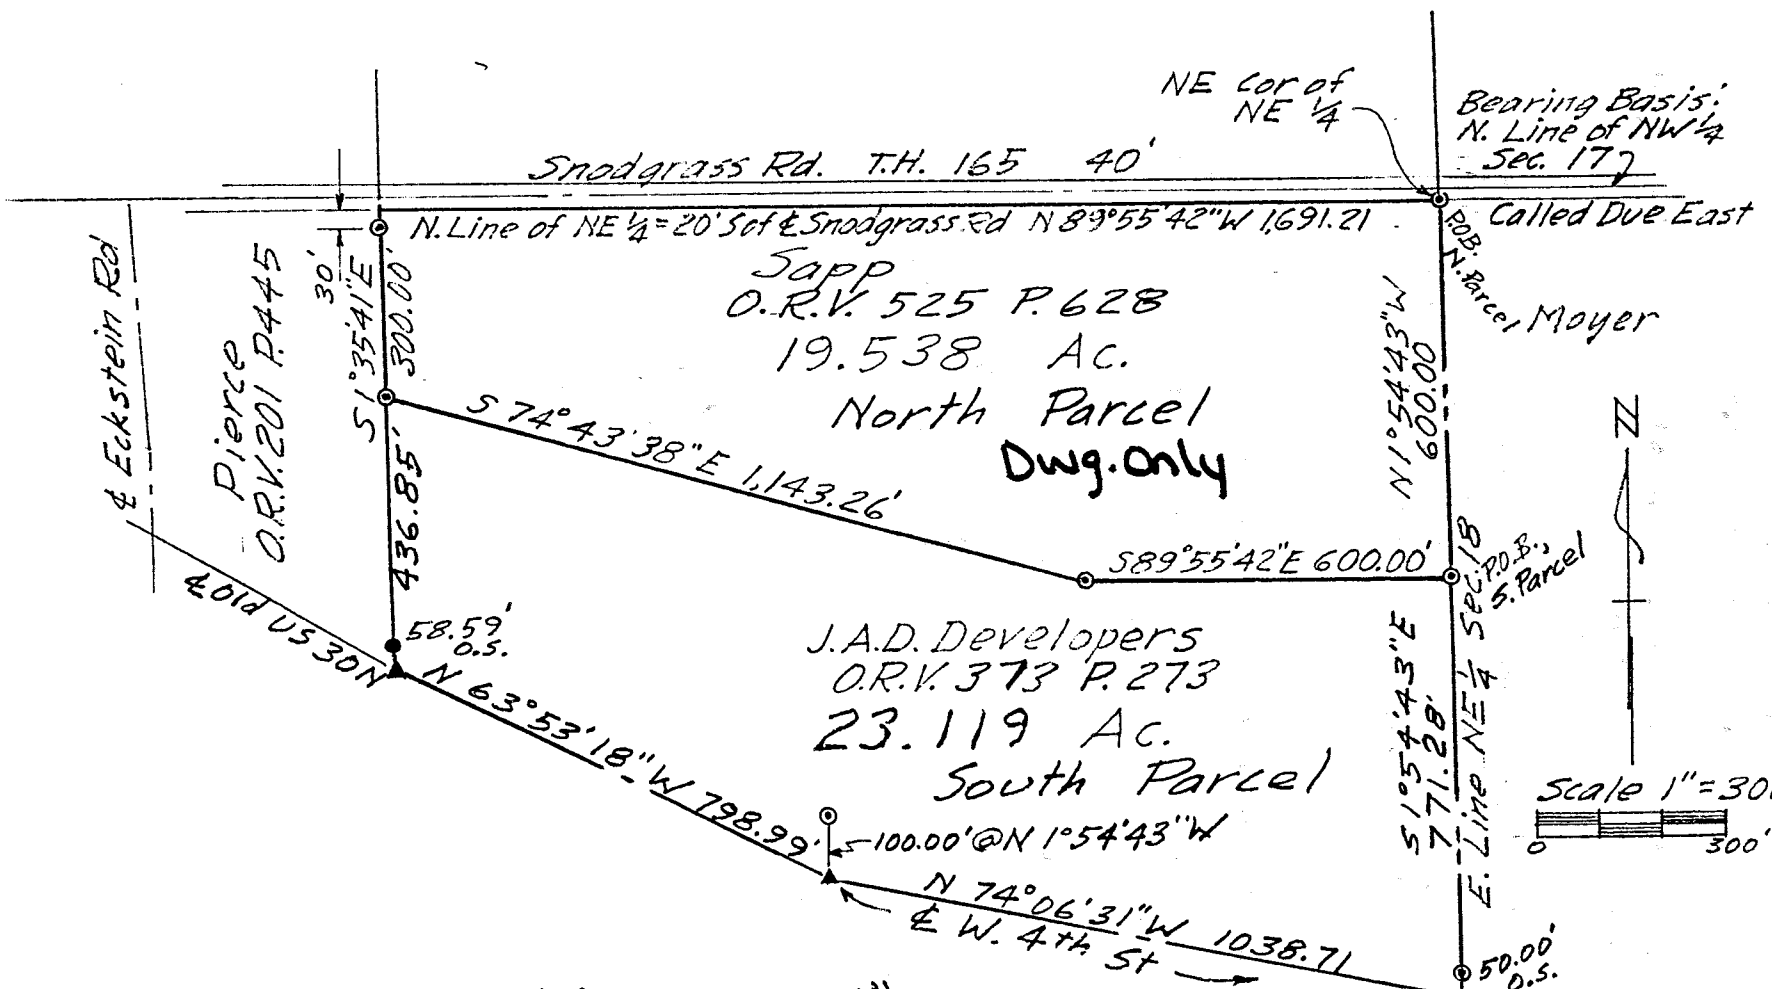 NE Cor of
NE 1/4
Bearing Basis:
N. Line of NW 1/4
Sec. 17
Snodgrass Rd. T.H. 165 40'
N. Line of NE 1/4 = 20' S of ℄ Snodgrass Rd N 89°55'42"W 1,691.21
Called Due East
P.O.B.
N. Parcel
Moyer
℄ Eckstein Rd
Pierce
O.R.V. 201 P.445
30'
S 1°35'41"E
300.00'
Sapp
O.R.V. 525 P. 628
19.538 Ac.
North Parcel
Dwg. Only
N 1°54'43"W
600.00
N
S 74°43'38"E 1,143.26'
436.85'
S89°55'42"E 600.00'
P.O.B.,
S. Parcel
℄ Old US 30N
58.59'
o.s.
J.A.D. Developers
O.R.V. 373 P. 273
23.119 Ac.
South Parcel
S 1°54'43"E
771.28'
E. Line NE 1/4 Sec. 18
Scale 1"=30
0 300'
N 63°53'18"W 798.99'
100.00' @ N 1°54'43"W
N 74°06'31"W 1038.71
℄ W. 4th St
50.00'
o.s.